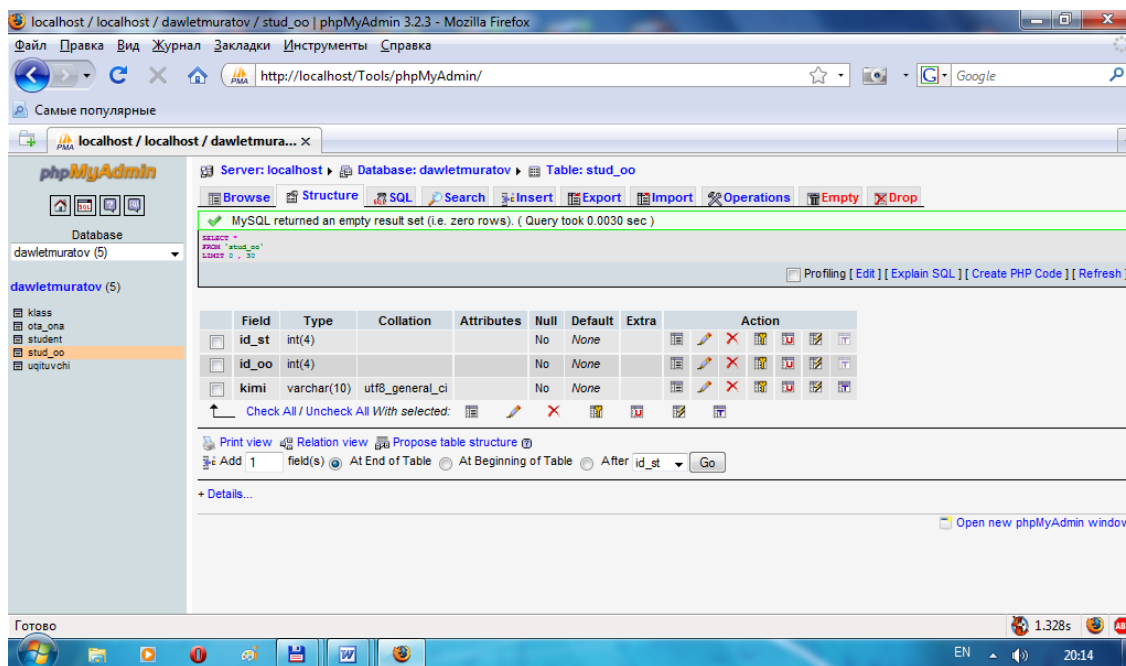 localhost / localhost / dawletmuratov / stud_oo | phpMyAdmin 3.2.3 - Mozilla Firefox
Файл Правка Вид Журнал Закладки Инструменты Справка
http://localhost/Tools/phpMyAdmin/ Google
Самые популярные
localhost / localhost / dawletmura...
phpMyAdmin
Server: localhost Database: dawletmuratov Table: stud_oo
Browse Structure SQL Search Insert Export Import Operations Empty Drop
MySQL returned an empty result set (i.e. zero rows). ( Query took 0.0030 sec )
SELECT *
FROM `stud_oo`
LIMIT 0 , 30
Profiling [ Edit ] [ Explain SQL ] [ Create PHP Code ] [ Refresh ]
Database
dawletmuratov (5)
dawletmuratov (5)
klass
ota_ona
student
stud_oo
uqituvchi
Field Type Collation Attributes Null Default Extra Action
id_st int(4) No None
id_oo int(4) No None
kimi varchar(10) utf8_general_ci No None
Check All / Uncheck All With selected:
Print view Relation view Propose table structure
Add 1 field(s) At End of Table At Beginning of Table After id_st Go
+ Details...
Open new phpMyAdmin window
Готово 1.328s
EN 20:14